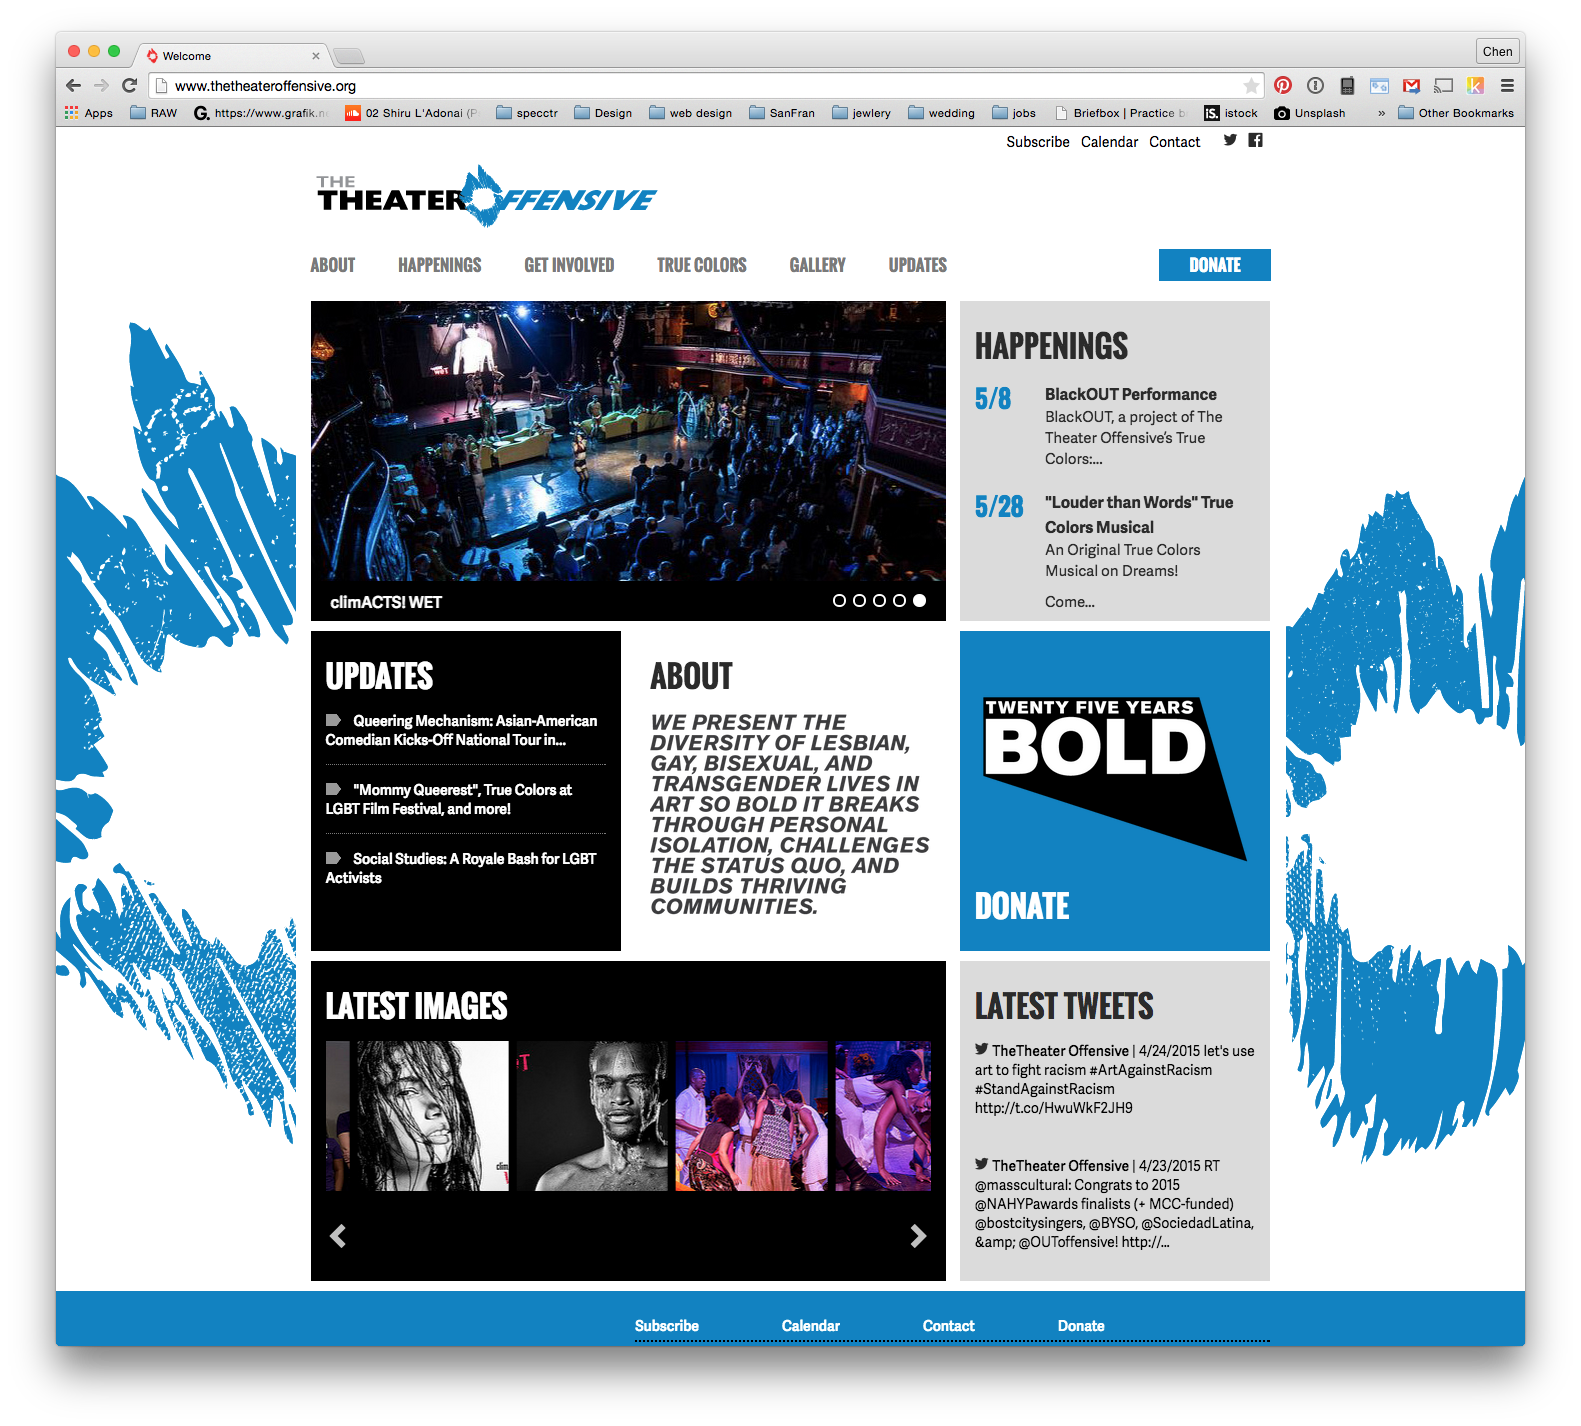 Welcome
Chen
www.thetheateroffensive.org
Apps RAW https://www.grafik.ne 02 Shiru L'Adonai (P specctr Design web design SanFran jewlery wedding jobs Briefbox | Practice b istock Unsplash » Other Bookmarks
Subscribe Calendar Contact
THE
THEATER OFFENSIVE
ABOUT HAPPENINGS GET INVOLVED TRUE COLORS GALLERY UPDATES DONATE
climACTS! WET
HAPPENINGS
5/8 BlackOUT Performance
BlackOUT, a project of The
Theater Offensive's True
Colors:...
5/28 "Louder than Words" True
Colors Musical
An Original True Colors
Musical on Dreams!
Come...
UPDATES
Queering Mechanism: Asian-American
Comedian Kicks-Off National Tour in...
"Mommy Queerest", True Colors at
LGBT Film Festival, and more!
Social Studies: A Royale Bash for LGBT
Activists
ABOUT
WE PRESENT THE
DIVERSITY OF LESBIAN,
GAY, BISEXUAL, AND
TRANSGENDER LIVES IN
ART SO BOLD IT BREAKS
THROUGH PERSONAL
ISOLATION, CHALLENGES
THE STATUS QUO, AND
BUILDS THRIVING
COMMUNITIES.
TWENTY FIVE YEARS
BOLD
DONATE
LATEST IMAGES
LATEST TWEETS
TheTheater Offensive | 4/24/2015 let's use
art to fight racism #ArtAgainstRacism
#StandAgainstRacism
http://t.co/HwuWkF2JH9
TheTheater Offensive | 4/23/2015 RT
@masscultural: Congrats to 2015
@NAHYPawards finalists (+ MCC-funded)
@bostcitysingers, @BYSO, @SociedadLatina,
&amp; @OUToffensive! http://...
Subscribe Calendar Contact Donate